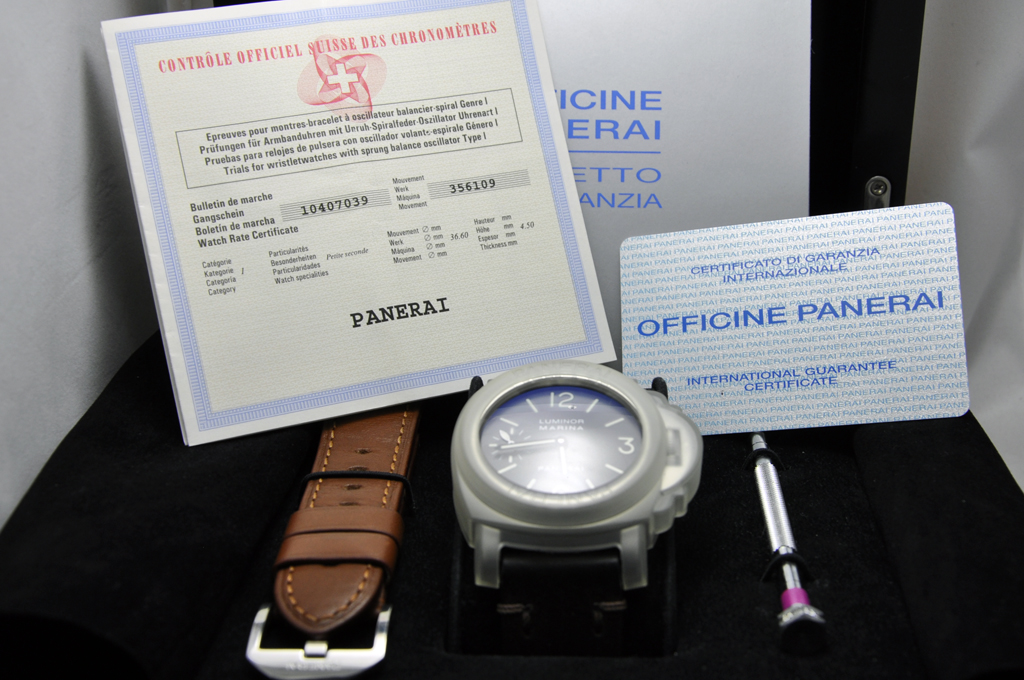 CONTRÔLE OFFICIEL SUISSE DES CHRONOMÈTRES
Epreuves pour montres-bracelet à oscillateur balancier-spiral Genre I
Prüfungen für Armbanduhren mit Unruh-Spiralfeder-Oszillator Uhrenart I
Pruebas para relojes de pulsera con oscilador volante-espirale Género I
Trials for wristletwatches with sprung balance oscillator Type I
Bulletin de marche
Gangschein
Boletin de marcha
Watch Rate Certificate
10407039
Mouvement
Werk
Máquina
Movement
356109
Catégorie
Kategorie
Categoria
Category
I
Particularités
Besonderheiten
Particularidades
Watch specialities
Petite seconde
Mouvement ∅ mm
Werk ∅ mm
Máquina ∅ mm
Movement ∅ mm
36.60
Hauteur mm
Höhe mm
Espesor mm
Thickness mm
4.50
PANERAI
ICINE
ERAI
ETTO
ANZIA
CERTIFICATO DI GARANZIA
INTERNAZIONALE
OFFICINE PANERAI
INTERNATIONAL GUARANTEE
CERTIFICATE
12
LUMINOR
MARINA
3